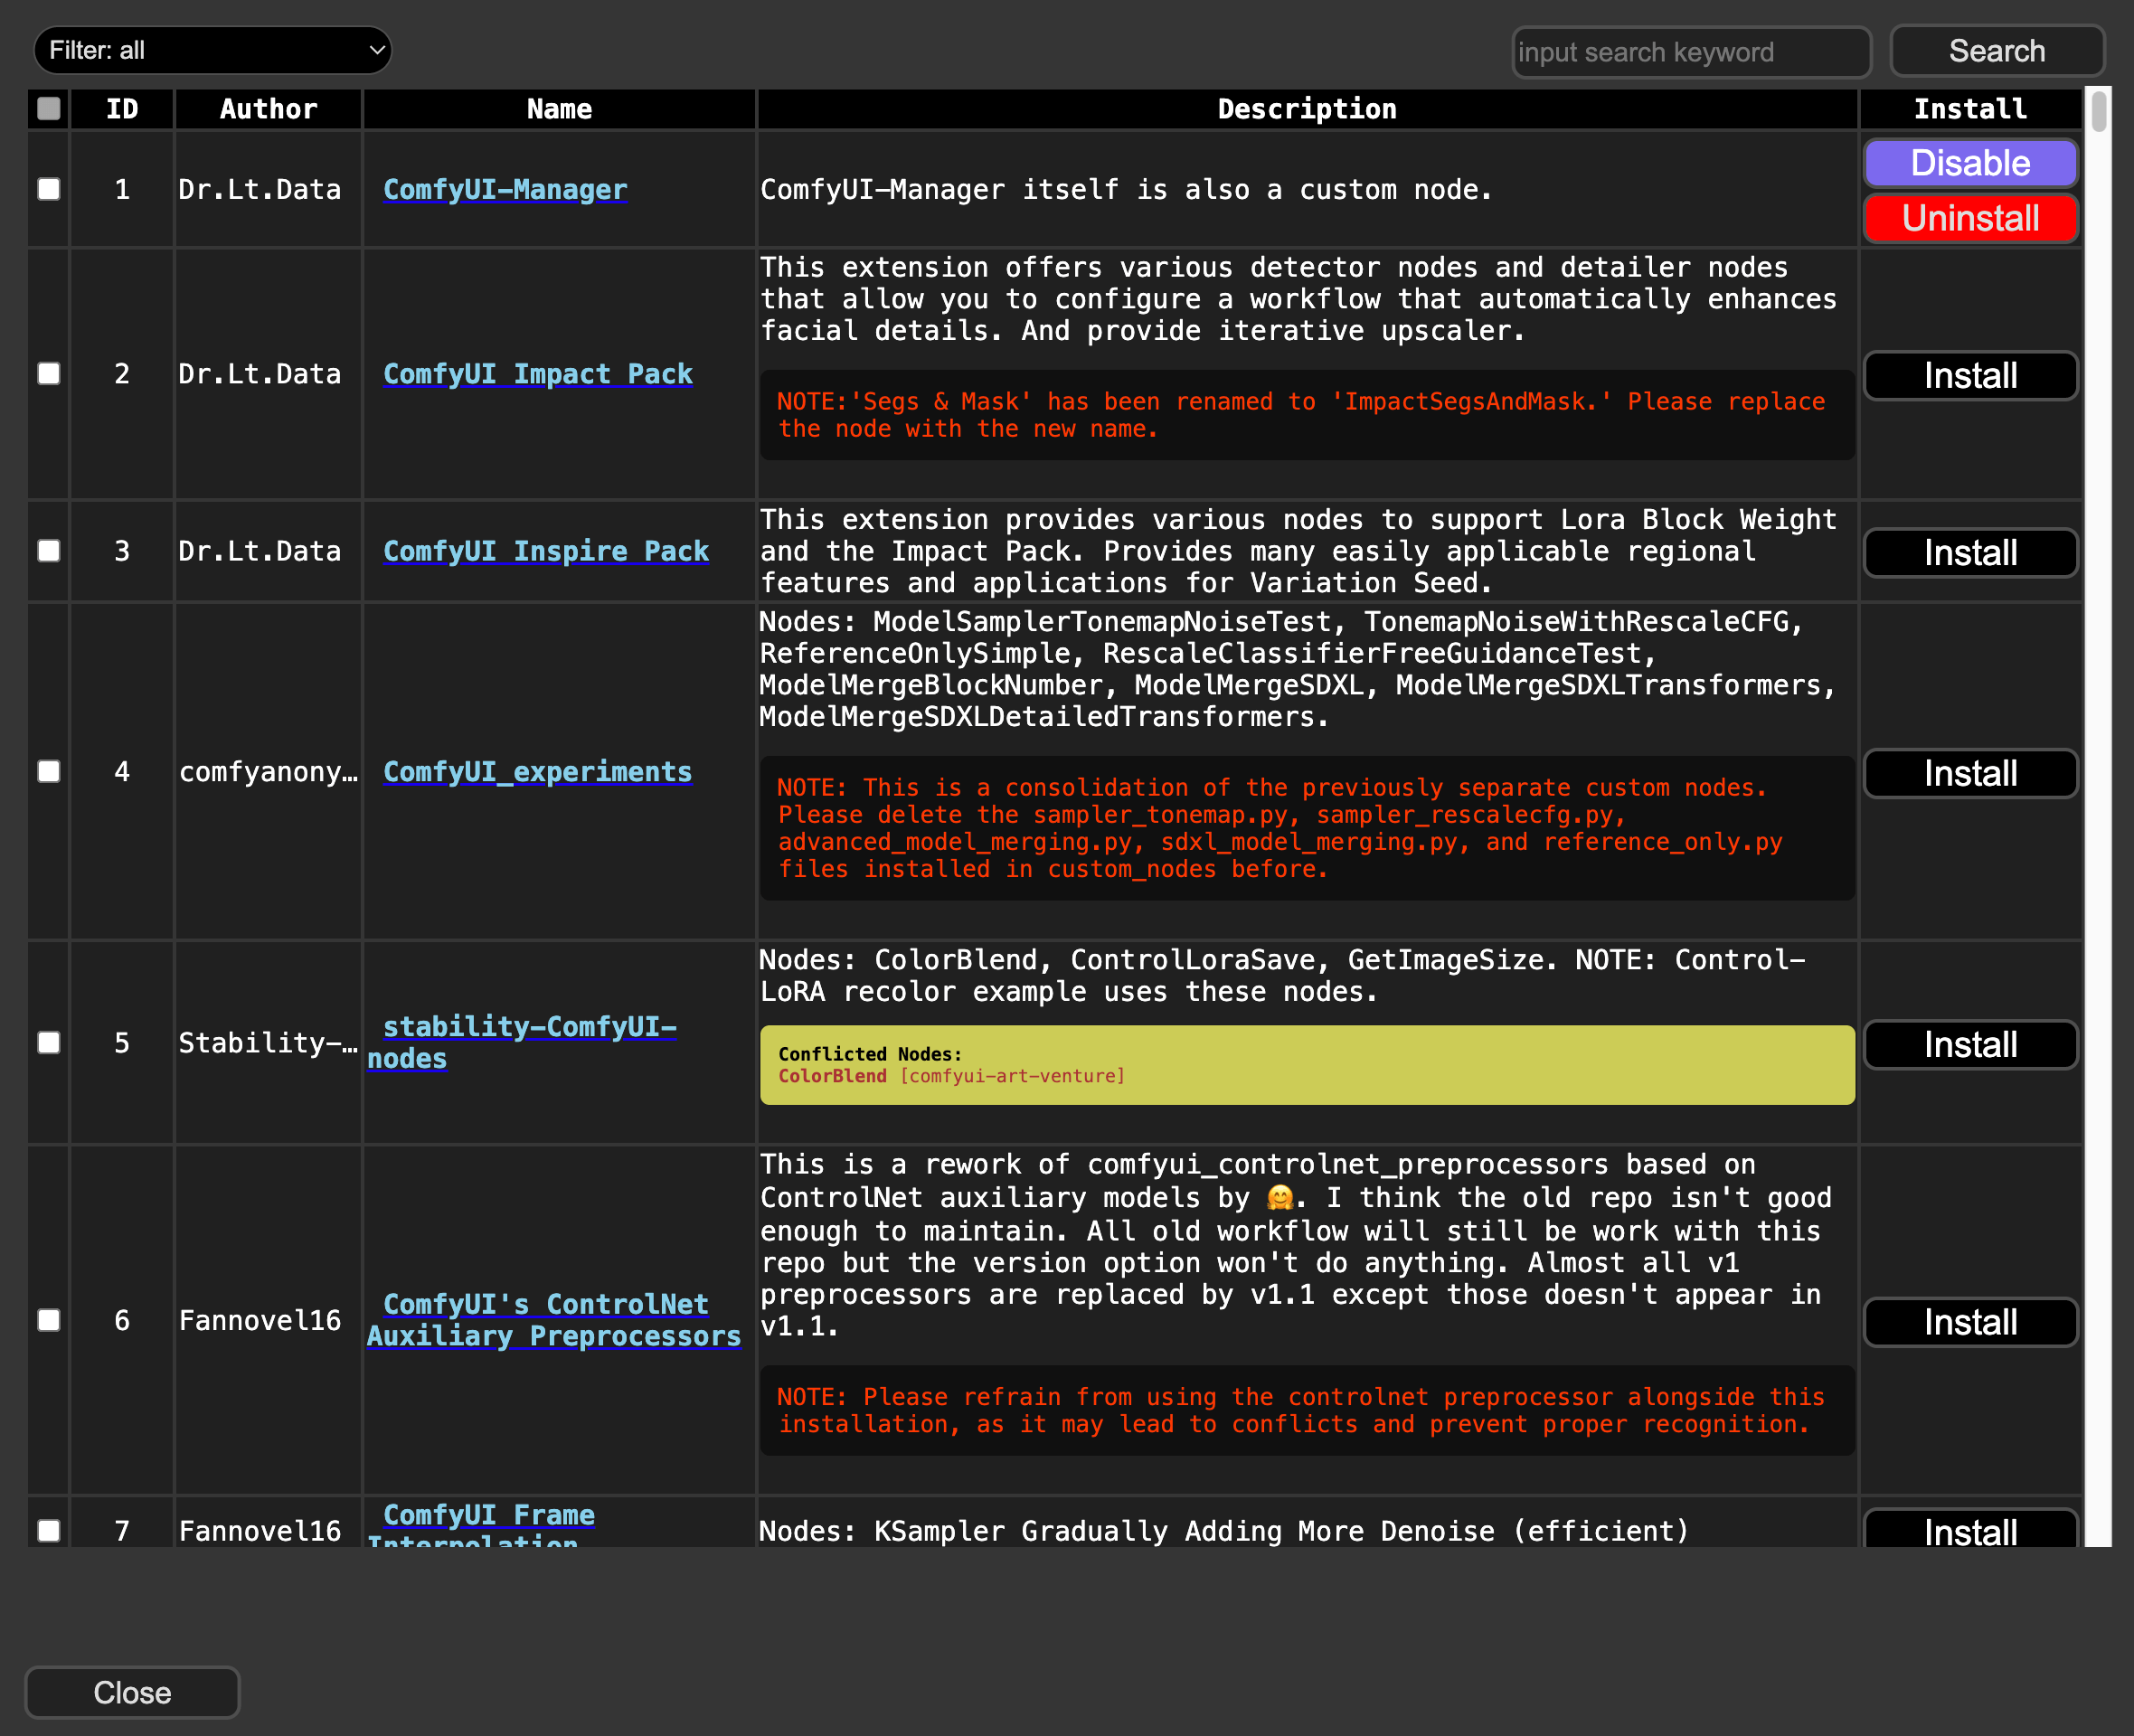 Filter: all
input search keyword
Search
ID Author Name Description Install
1 Dr.Lt.Data ComfyUI-Manager ComfyUI-Manager itself is also a custom node.
Disable
Uninstall
2 Dr.Lt.Data ComfyUI Impact Pack
This extension offers various detector nodes and detailer nodes
that allow you to configure a workflow that automatically enhances
facial details. And provide iterative upscaler.
NOTE:'Segs & Mask' has been renamed to 'ImpactSegsAndMask.' Please replace
the node with the new name.
Install
3 Dr.Lt.Data ComfyUI Inspire Pack
This extension provides various nodes to support Lora Block Weight
and the Impact Pack. Provides many easily applicable regional
features and applications for Variation Seed.
Install
4 comfyanony… ComfyUI_experiments
Nodes: ModelSamplerTonemapNoiseTest, TonemapNoiseWithRescaleCFG,
ReferenceOnlySimple, RescaleClassifierFreeGuidanceTest,
ModelMergeBlockNumber, ModelMergeSDXL, ModelMergeSDXLTransformers,
ModelMergeSDXLDetailedTransformers.
NOTE: This is a consolidation of the previously separate custom nodes.
Please delete the sampler_tonemap.py, sampler_rescalecfg.py,
advanced_model_merging.py, sdxl_model_merging.py, and reference_only.py
files installed in custom_nodes before.
Install
5 Stability-… stability-ComfyUI-
nodes
Nodes: ColorBlend, ControlLoraSave, GetImageSize. NOTE: Control-
LoRA recolor example uses these nodes.
Conflicted Nodes:
ColorBlend [comfyui-art-venture]
Install
6 Fannovel16 ComfyUI's ControlNet
Auxiliary Preprocessors
This is a rework of comfyui_controlnet_preprocessors based on
ControlNet auxiliary models by 🤗. I think the old repo isn't good
enough to maintain. All old workflow will still be work with this
repo but the version option won't do anything. Almost all v1
preprocessors are replaced by v1.1 except those doesn't appear in
v1.1.
NOTE: Please refrain from using the controlnet preprocessor alongside this
installation, as it may lead to conflicts and prevent proper recognition.
Install
7 Fannovel16 ComfyUI Frame
Interpolation
Nodes: KSampler Gradually Adding More Denoise (efficient)
Install
Close